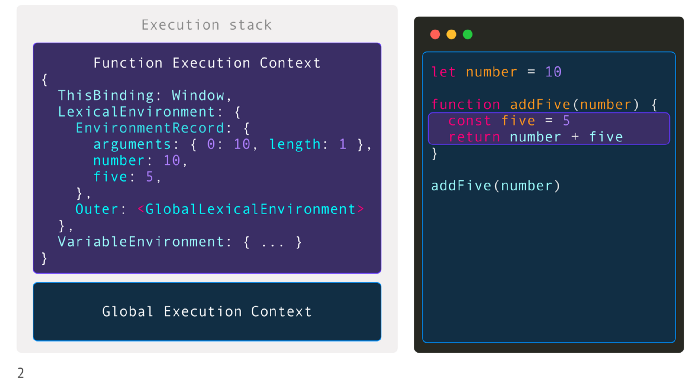 Execution stack
Function Execution Context
{
ThisBinding: Window,
LexicalEnvironment: {
EnvironmentRecord: {
arguments: { 0: 10, length: 1 },
number: 10,
five: 5,
},
Outer: <GlobalLexicalEnvironment>
},
VariableEnvironment: { ... }
}
Global Execution Context
2
let number = 10
function addFive(number) {
const five = 5
return number + five
}
addFive(number)